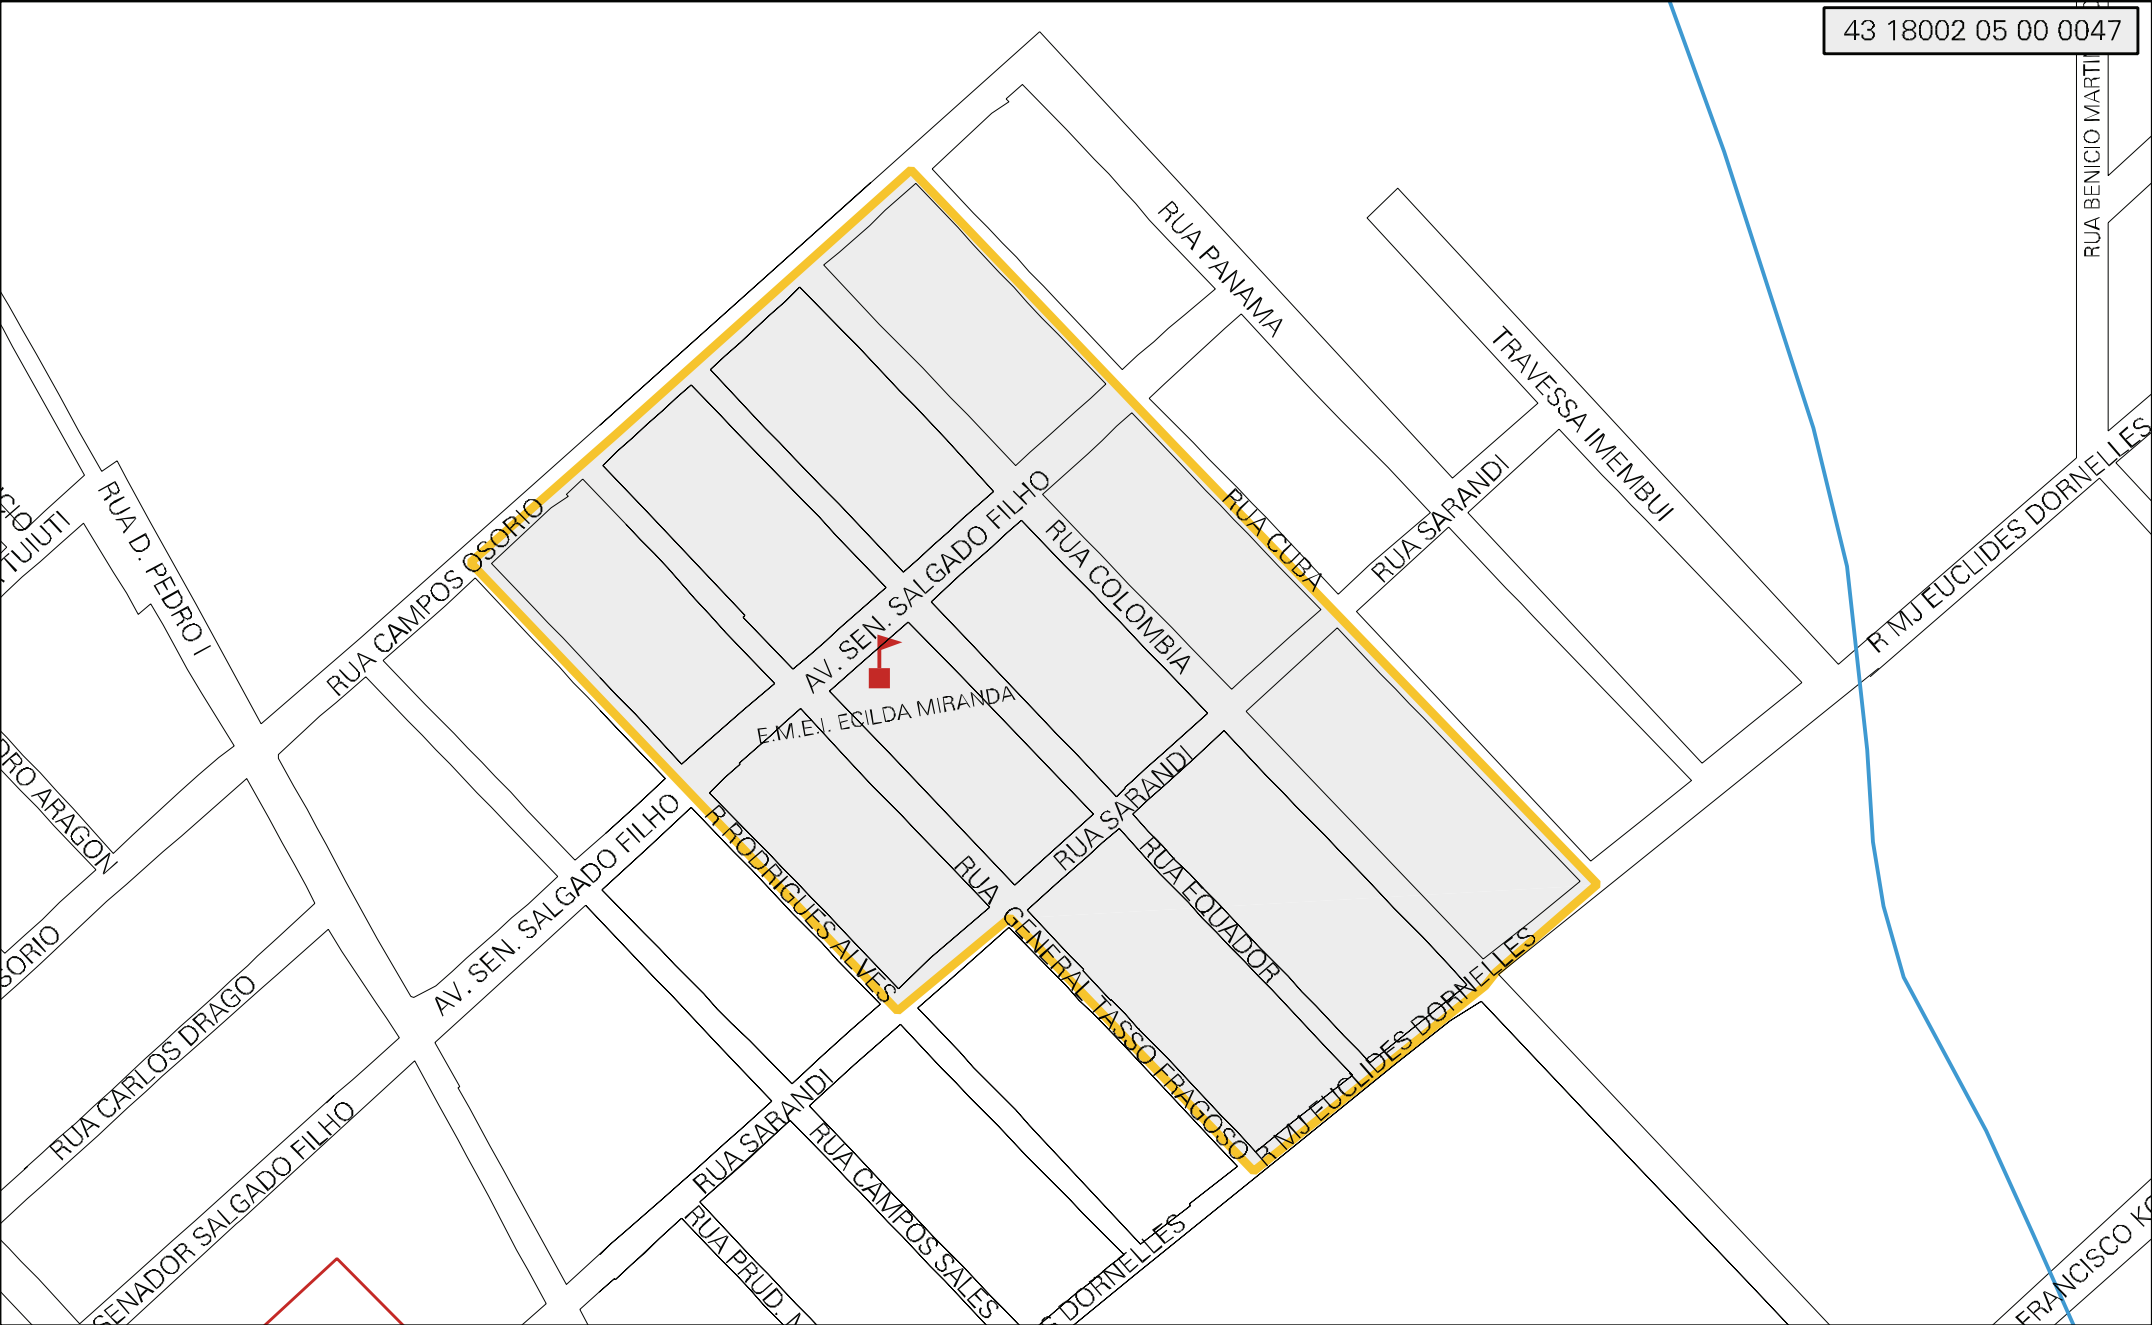 43 18002 05 00 0047
RUA BENICIO
RUA PANAMA
TRAVESSA IMEMBUI
RUA SARANDI
RUA CUBA
R MJ EUCLIDES DORNELLES
RUA D. PEDRO I
TUIUTI
RUA CAMPOS OSORIO
AV. SEN. SALGADO FILHO
RUA COLOMBIA
E.M.E.I. ECILDA MIRANDA
ARAGON
RUA SARANDI
RUA GENERAL TASSO FRAGOSO
RUA EQUADOR
R RODRIGUES ALVES
AV. SEN. SALGADO FILHO
R MJ EUCLIDES DORNELLES
RUA CARLOS DRAGO
SENADOR SALGADO FILHO
RUA SARANDI
RUA CAMPOS SALES
RUA PRUD.
DORNELLES
FRANCISCO